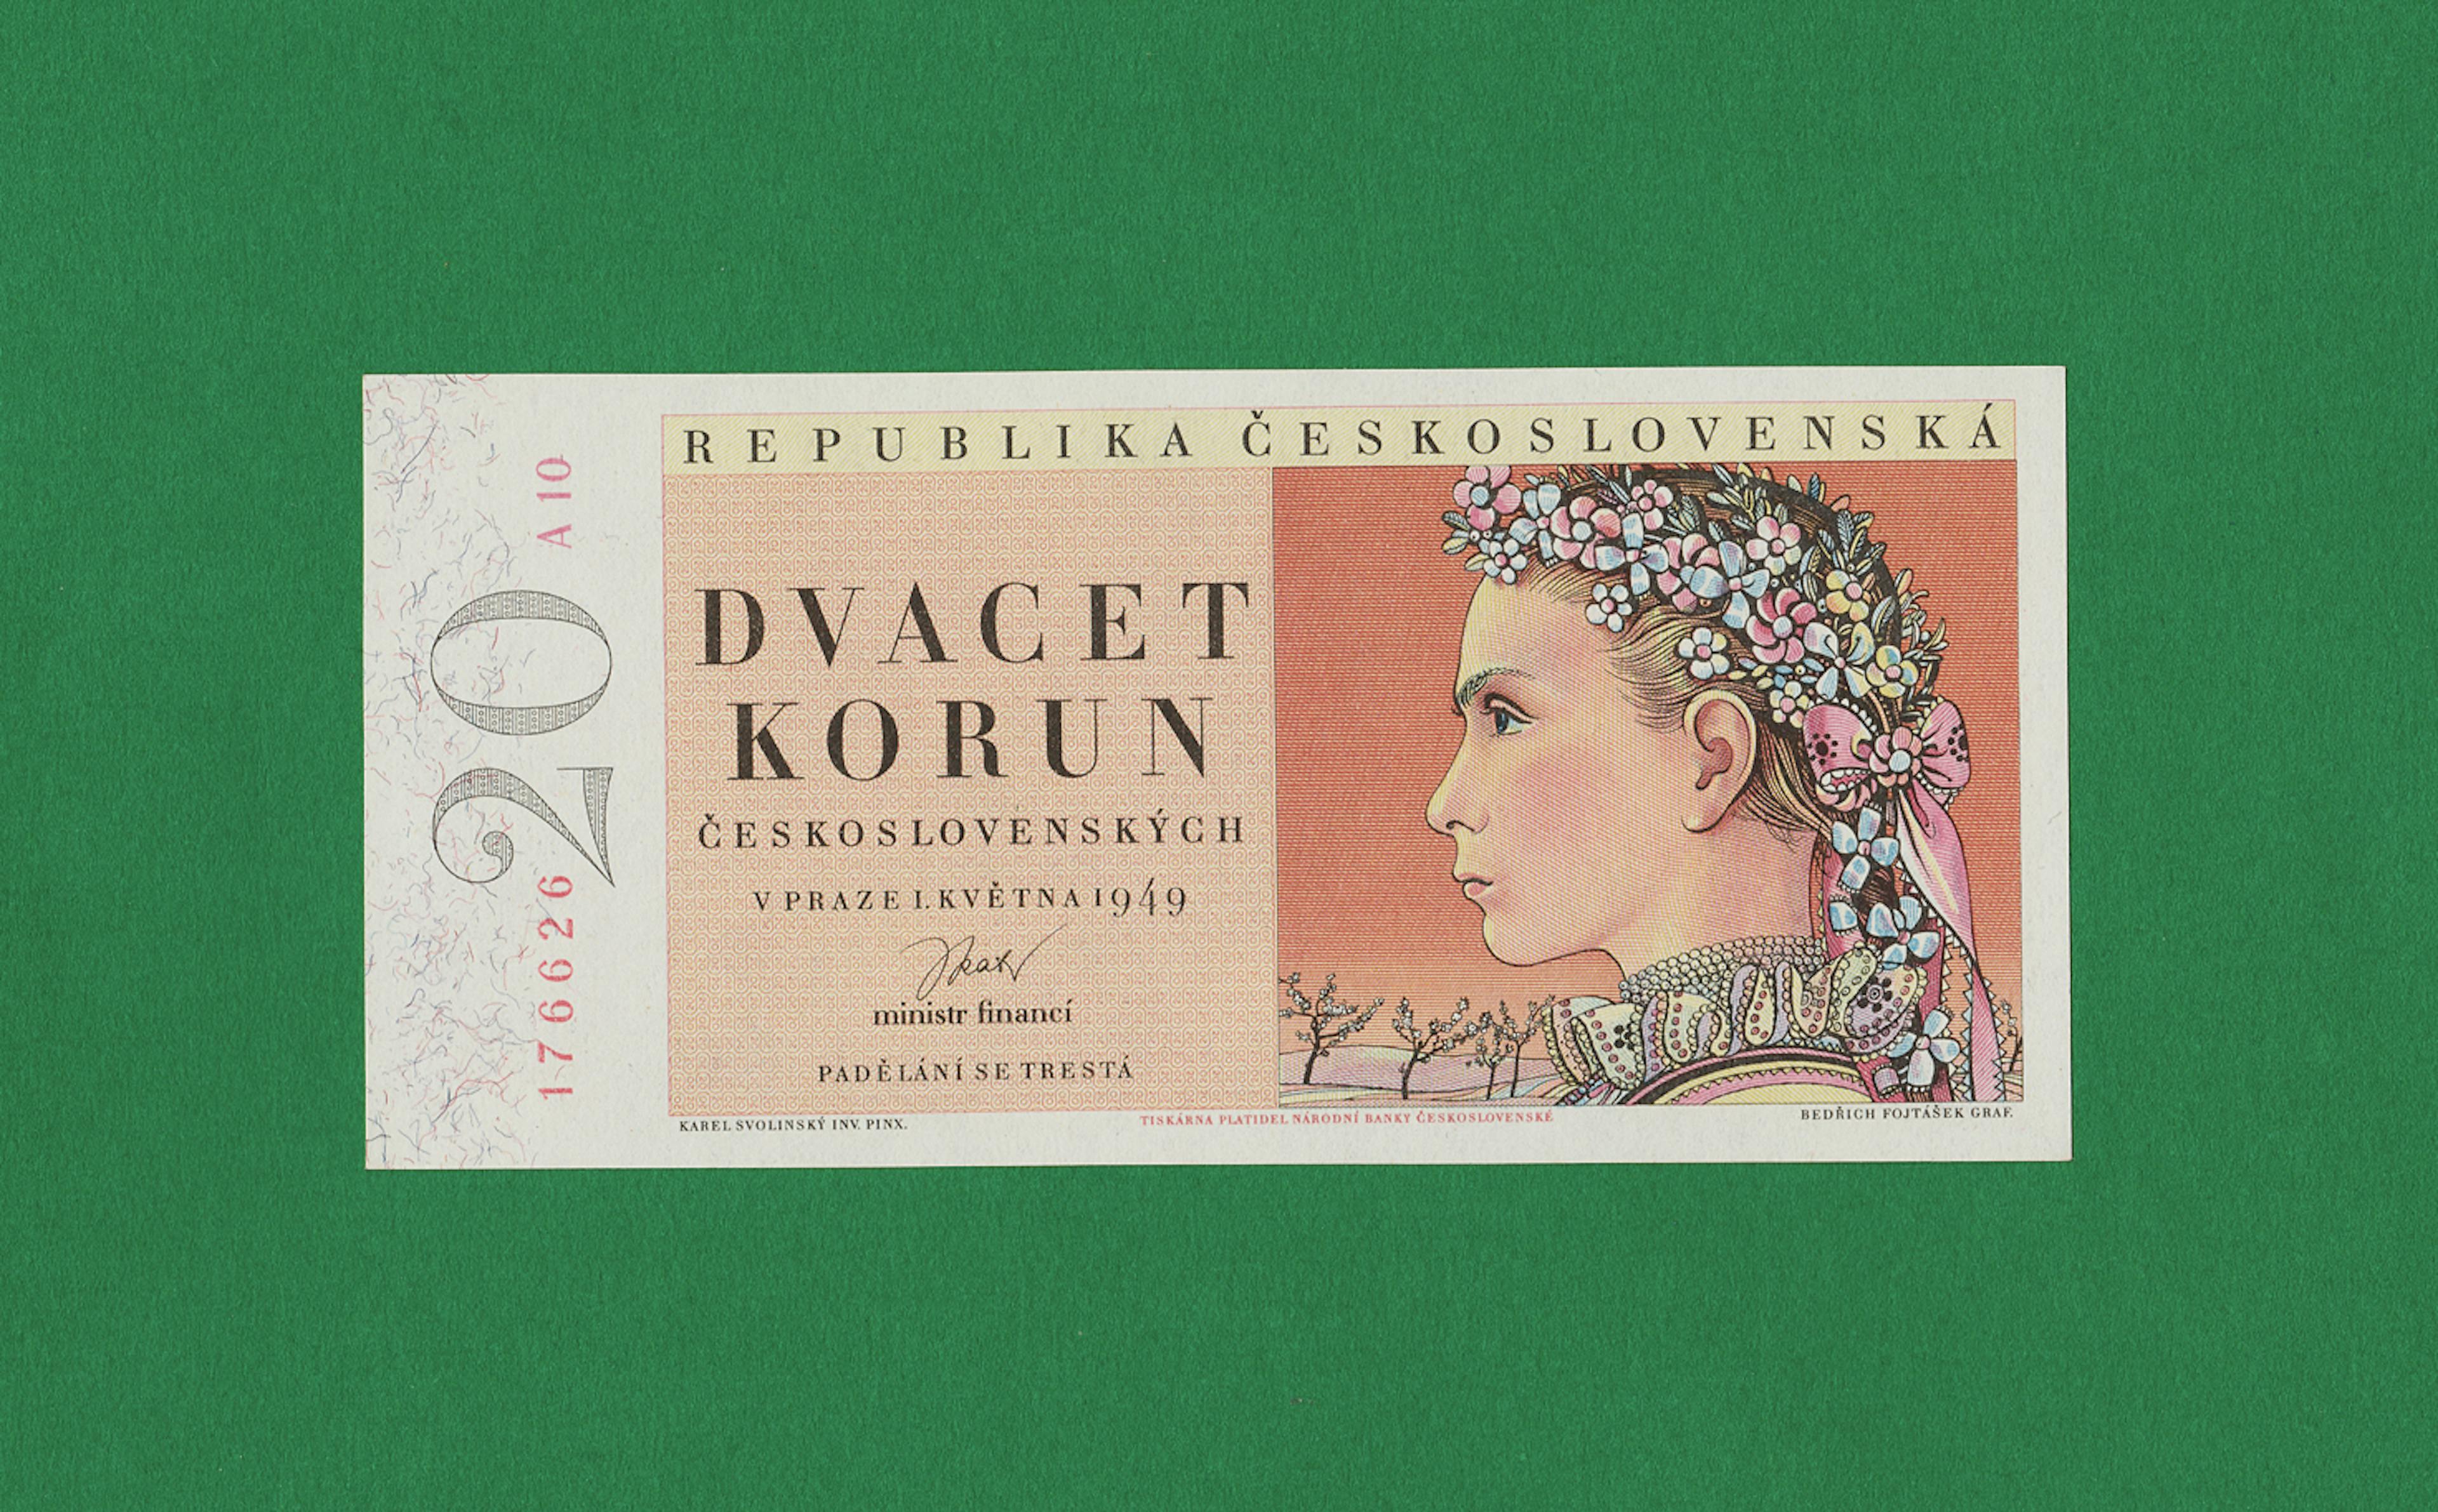 REPUBLIKA ČESKOSLOVENSKÁ
A 10
20
176626
DVACET
KORUN
ČESKOSLOVENSKÝCH
V PRAZE 1. KVĚTNA 1949
ministr financí
PADĚLÁNÍ SE TRESTÁ
KAREL SVOLINSKÝ INV. PINX.
TISKÁRNA PLATIDEL NÁRODNÍ BANKY ČESKOSLOVENSKÉ
BEDŘICH FOJTÁŠEK GRAF.